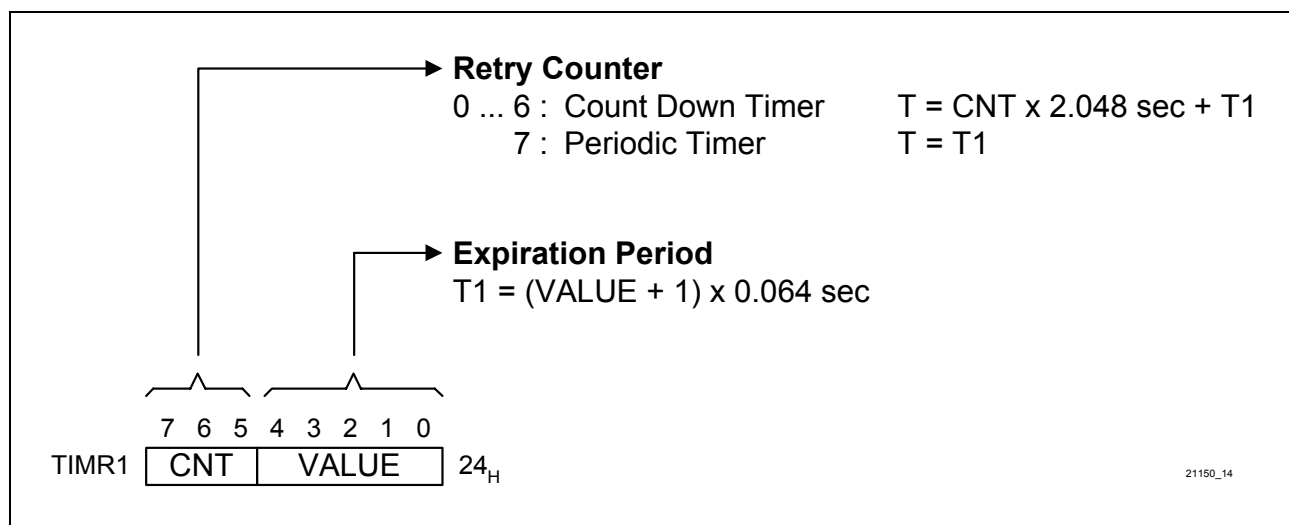 Retry Counter
0 ... 6 : Count Down Timer T = CNT x 2.048 sec + T1
7 : Periodic Timer T = T1
Expiration Period
T1 = (VALUE + 1) x 0.064 sec
7 6 5 4 3 2 1 0
TIMR1 CNT VALUE 24H
21150_14